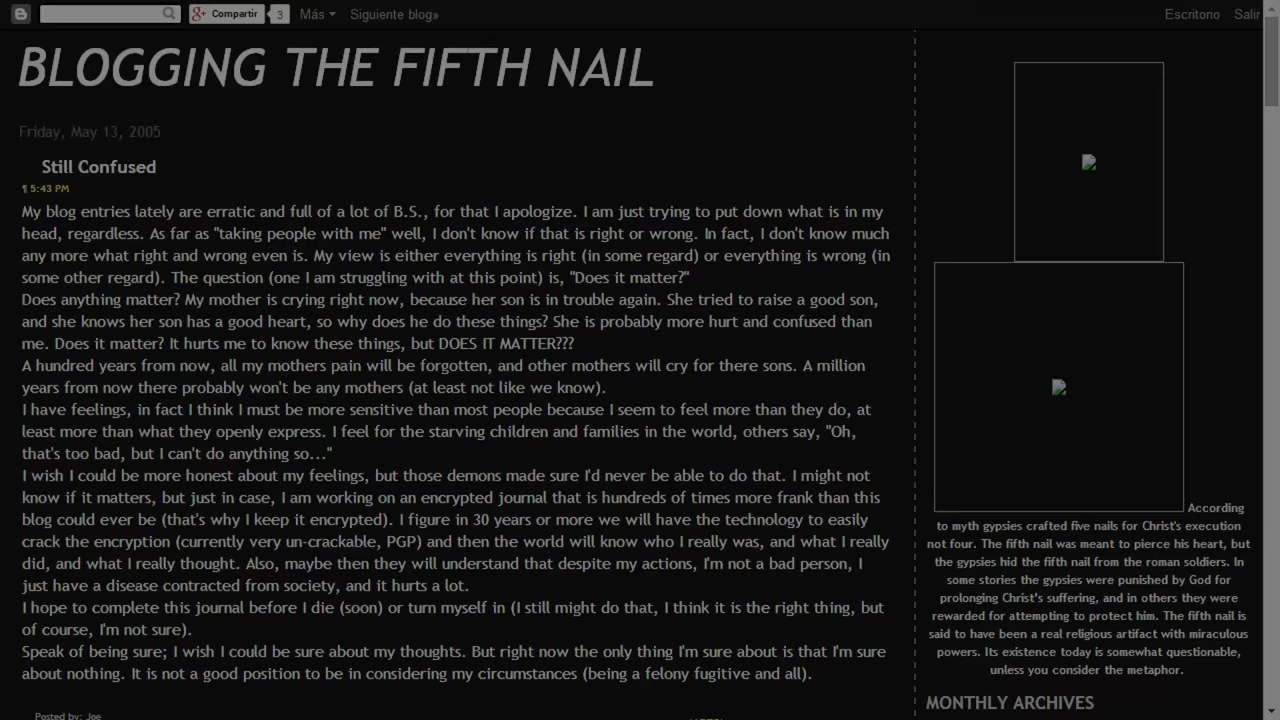 Compartir 3 Más Siguiente blog» Escritorio Salir
BLOGGING THE FIFTH NAIL
Friday, May 13, 2005
Still Confused
¶ 5:43 PM
My blog entries lately are erratic and full of a lot of B.S., for that I apologize. I am just trying to put down what is in my
head, regardless. As far as "taking people with me" well, I don't know if that is right or wrong. In fact, I don't know much
any more what right and wrong even is. My view is either everything is right (in some regard) or everything is wrong (in
some other regard). The question (one I am struggling with at this point) is, "Does it matter?"
Does anything matter? My mother is crying right now, because her son is in trouble again. She tried to raise a good son,
and she knows her son has a good heart, so why does he do these things? She is probably more hurt and confused than
me. Does it matter? It hurts me to know these things, but DOES IT MATTER???
A hundred years from now, all my mothers pain will be forgotten, and other mothers will cry for there sons. A million
years from now there probably won't be any mothers (at least not like we know).
I have feelings, in fact I think I must be more sensitive than most people because I seem to feel more than they do, at
least more than what they openly express. I feel for the starving children and families in the world, others say, "Oh,
that's too bad, but I can't do anything so..."
I wish I could be more honest about my feelings, but those demons made sure I'd never be able to do that. I might not
know if it matters, but just in case, I am working on an encrypted journal that is hundreds of times more frank than this
blog could ever be (that's why I keep it encrypted). I figure in 30 years or more we will have the technology to easily
crack the encryption (currently very un-crackable, PGP) and then the world will know who I really was, and what I really
did, and what I really thought. Also, maybe then they will understand that despite my actions, I'm not a bad person, I
just have a disease contracted from society, and it hurts a lot.
I hope to complete this journal before I die (soon) or turn myself in (I still might do that, I think it is the right thing, but
of course, I'm not sure).
Speak of being sure; I wish I could be sure about my thoughts. But right now the only thing I'm sure about is that I'm sure
about nothing. It is not a good position to be in considering my circumstances (being a felony fugitive and all).
Posted by: Joe
According
to myth gypsies crafted five nails for Christ's execution
not four. The fifth nail was meant to pierce his heart, but
the gypsies hid the fifth nail from the roman soldiers. In
some stories the gypsies were punished by God for
prolonging Christ's suffering, and in others they were
rewarded for attempting to protect him. The fifth nail is
said to have been a real religious artifact with miraculous
powers. Its existence today is somewhat questionable,
unless you consider the metaphor.
MONTHLY ARCHIVES